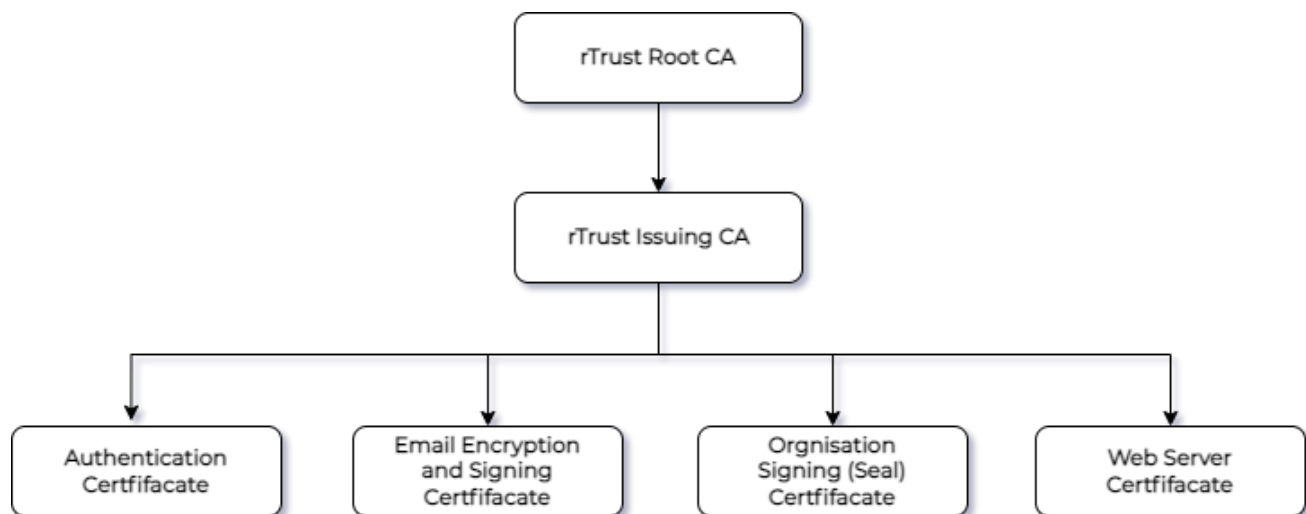 rTrust Root CA
rTrust Issuing CA
Authentication
Certfifacate
Email Encryption
and Signing
Certfifacate
Orgnisation
Signing (Seal)
Certfifacate
Web Server
Certfifacate